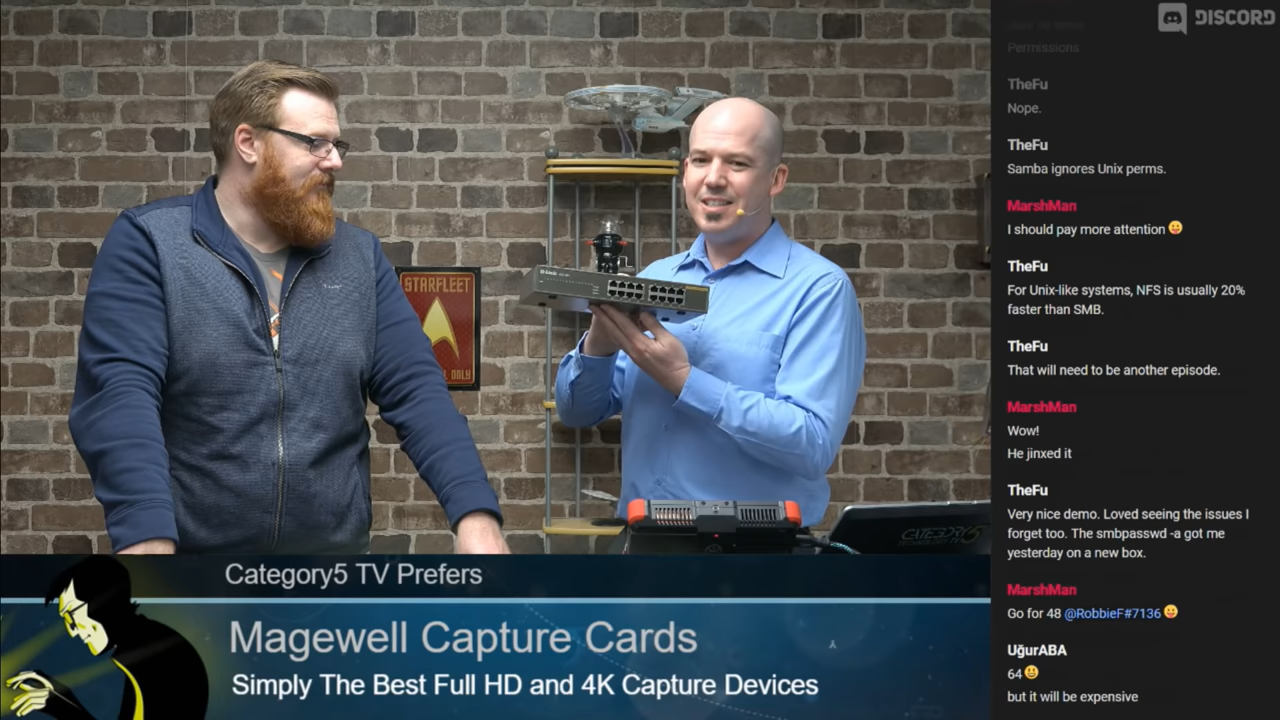 DISCORD
Permissions
TheFu
Nope.
TheFu
Samba ignores Unix perms.
MarshMan
I should pay more attention 😛
TheFu
For Unix-like systems, NFS is usually 20%
faster than SMB.
TheFu
That will need to be another episode.
MarshMan
Wow!
He jinxed it
TheFu
Very nice demo. Loved seeing the issues I
forget too. The smbpasswd -a got me
yesterday on a new box.
MarshMan
Go for 48 @RobbieF#7136 😛
UğurABA
64😃
but it will be expensive
STARFLEET
ONLY
D-Link
CATEGORY5
Category5 TV Prefers
Magewell Capture Cards
Simply The Best Full HD and 4K Capture Devices